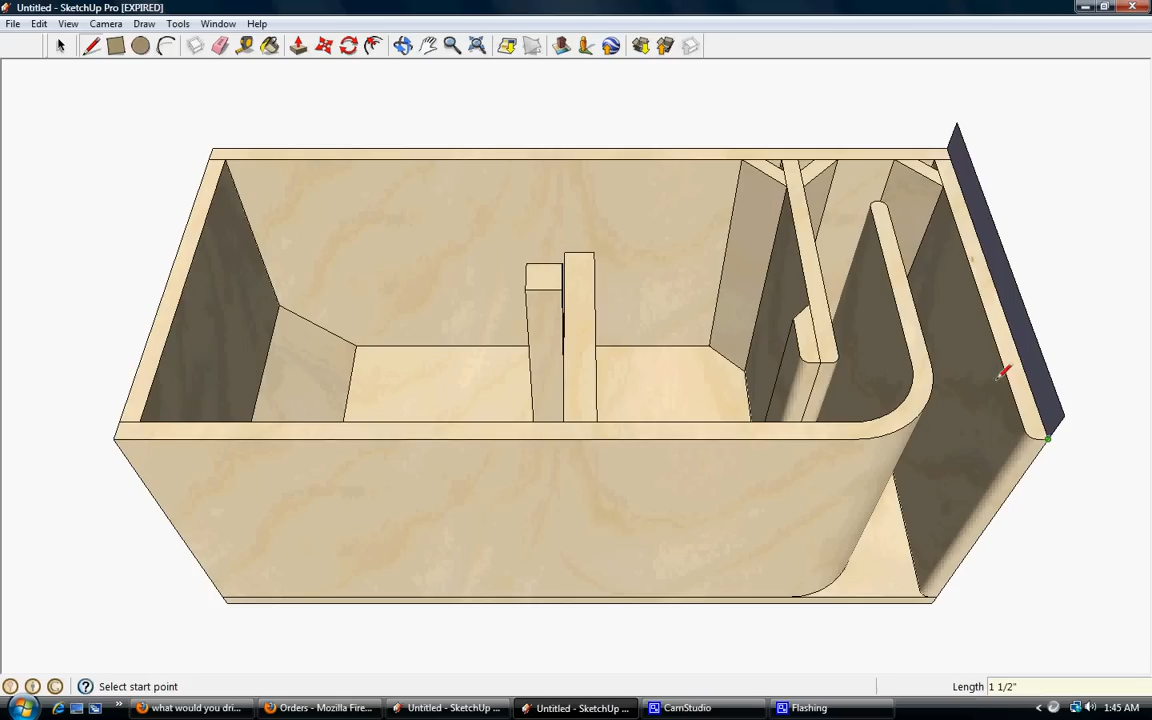 Untitled - SketchUp Pro [EXPIRED]
File Edit View Camera Draw Tools Window Help
Select start point
Length 1 1/2"
what would you dri...
Orders - Mozilla Fire...
Untitled - SketchUp ...
Untitled - SketchUp ...
CamStudio
Flashing
1:45 AM